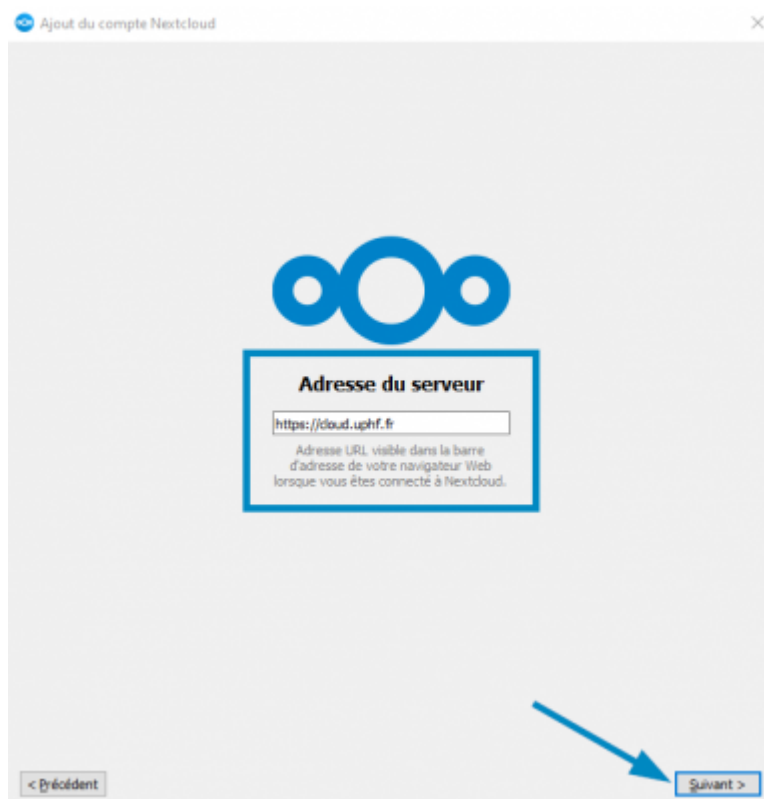 Ajout du compte Nextcloud
Adresse du serveur
https://cloud.uphf.fr
Adresse URL visible dans la barre
d'adresse de votre navigateur Web
lorsque vous êtes connecté à Nextcloud.
< Précédent
Suivant >